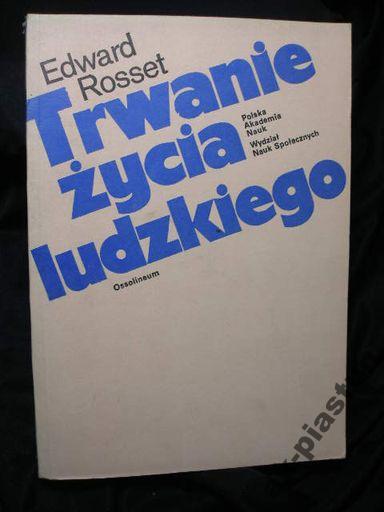 Edward
Rosset
Trwanie
życia
ludzkiego
Polska
Akademia
Nauk
Wydział
Nauk Społecznych
Ossolineum